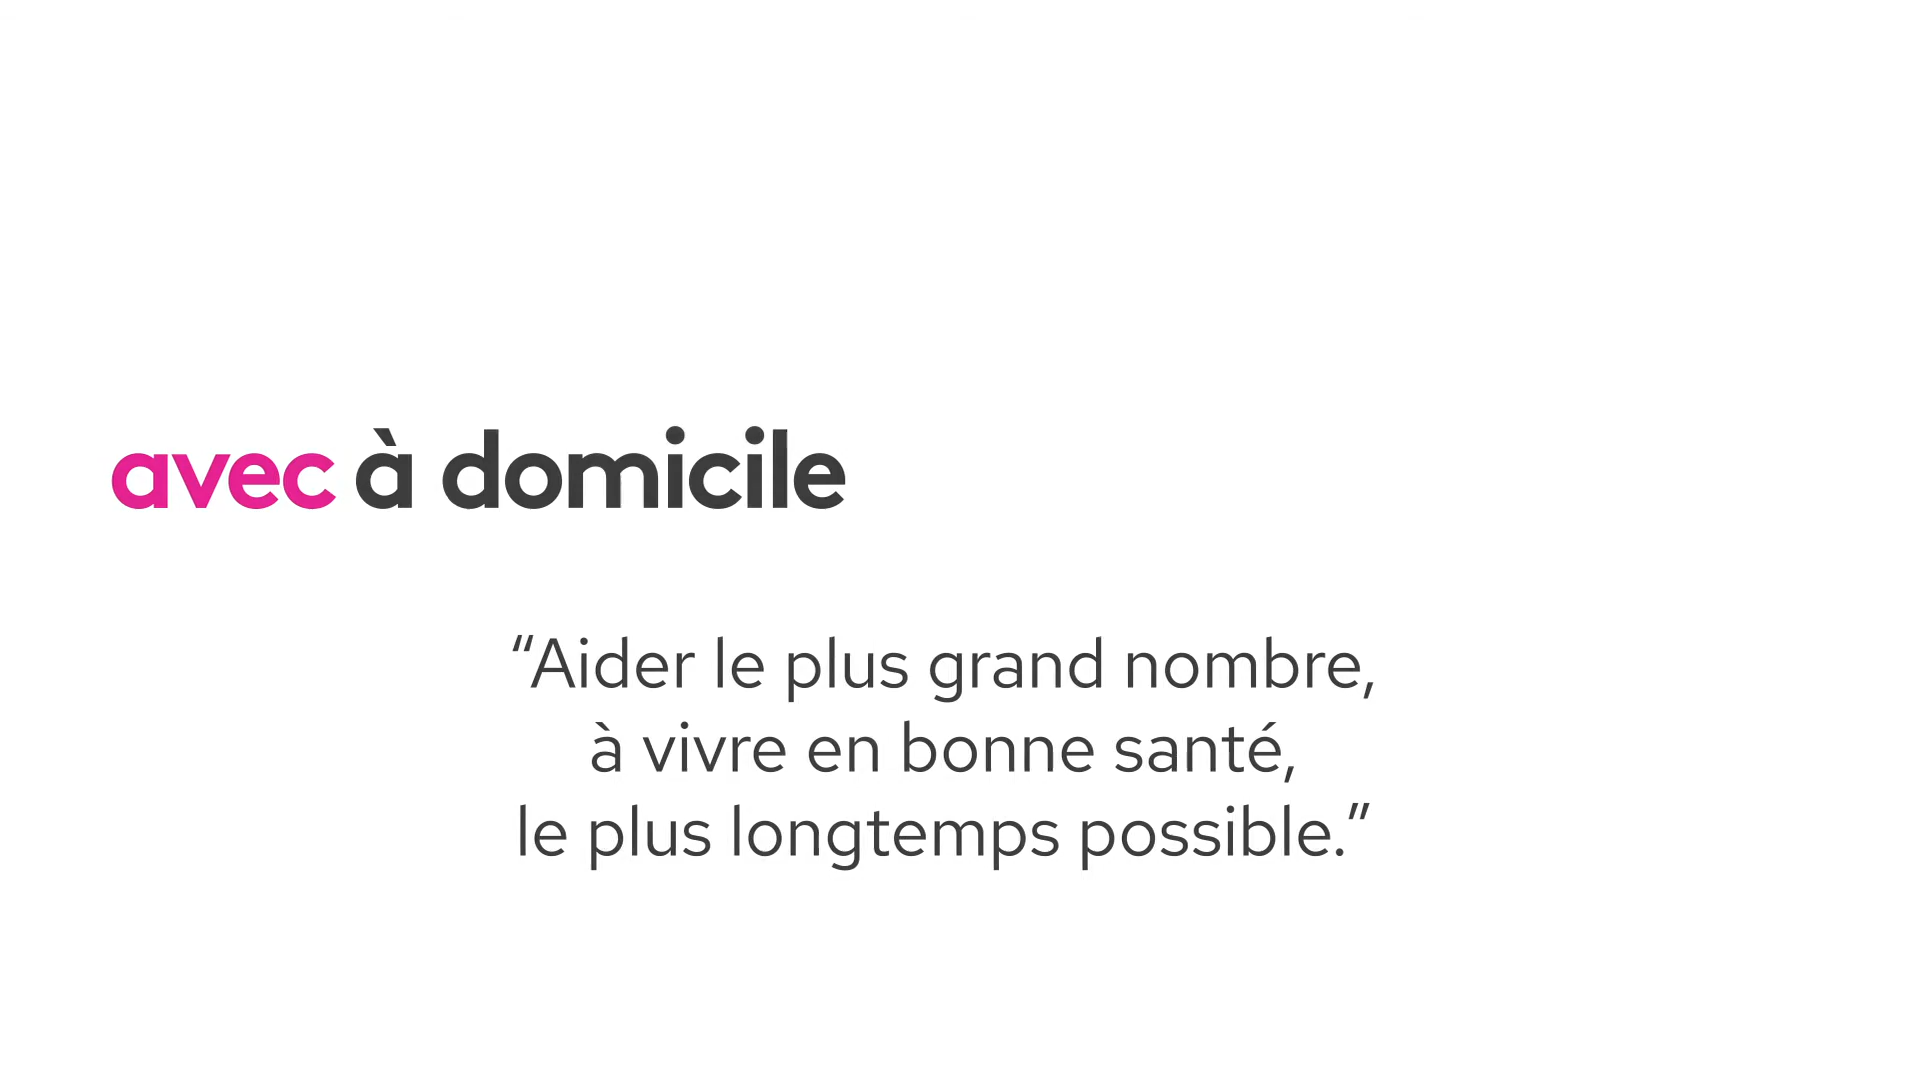 avec à domicile
“Aider le plus grand nombre,
à vivre en bonne santé,
le plus longtemps possible.”